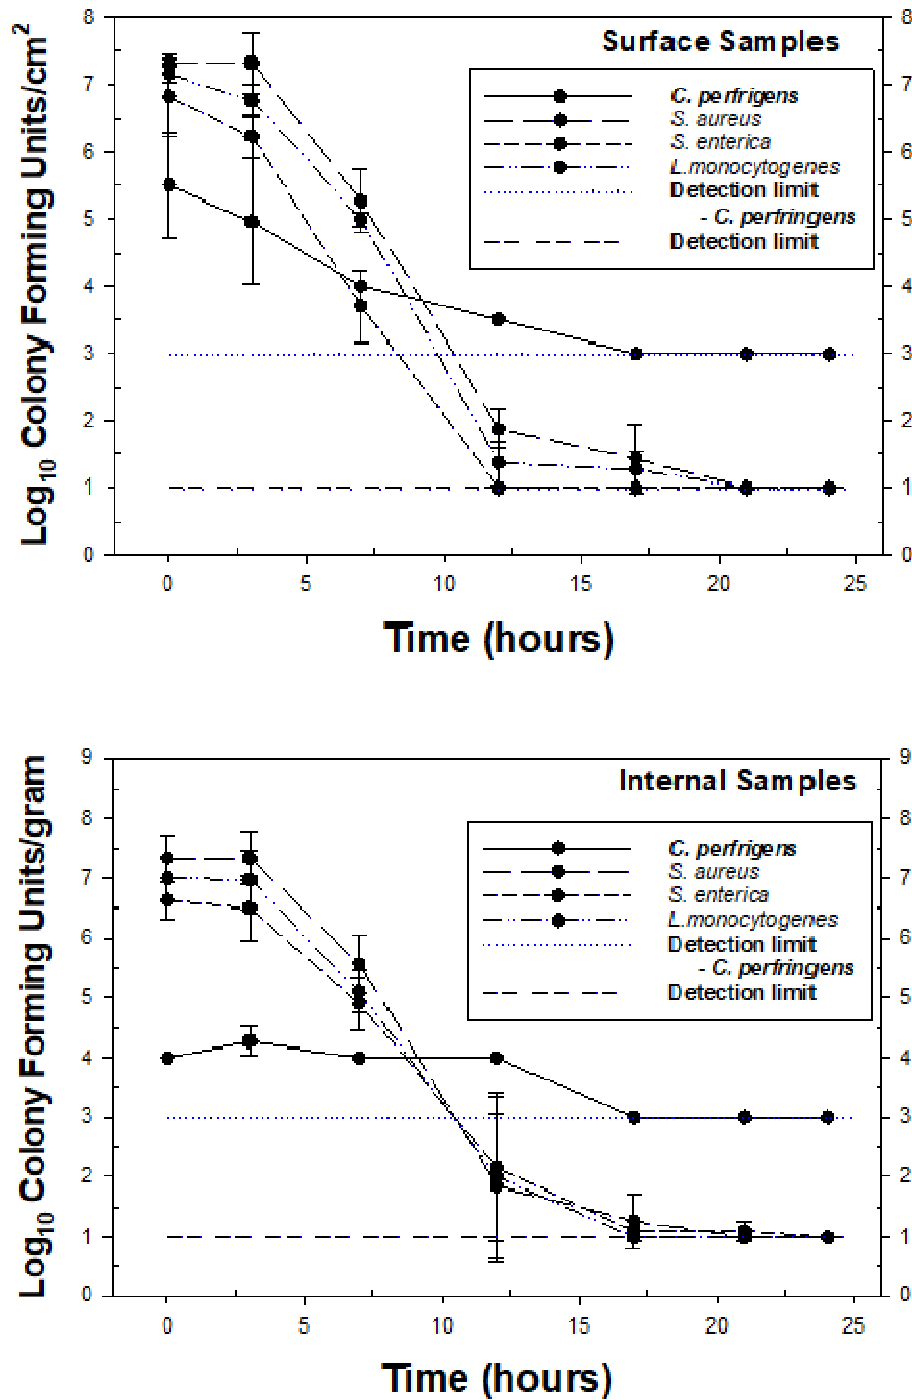 Surface Samples
C. perfrigens
S. aureus
S. enterica
L.monocytogenes
Detection limit
- C. perfringens
Detection limit
Log10 Colony Forming Units/cm2
8
7
6
5
4
3
2
1
0
8
7
6
5
4
3
2
1
0
0 5 10 15 20 25
Time (hours)
Internal Samples
C. perfrigens
S. aureus
S. enterica
L.monocytogenes
Detection limit
- C. perfringens
Detection limit
Log10 Colony Forming Units/gram
9
8
7
6
5
4
3
2
1
0
9
8
7
6
5
4
3
2
1
0
0 5 10 15 20 25
Time (hours)